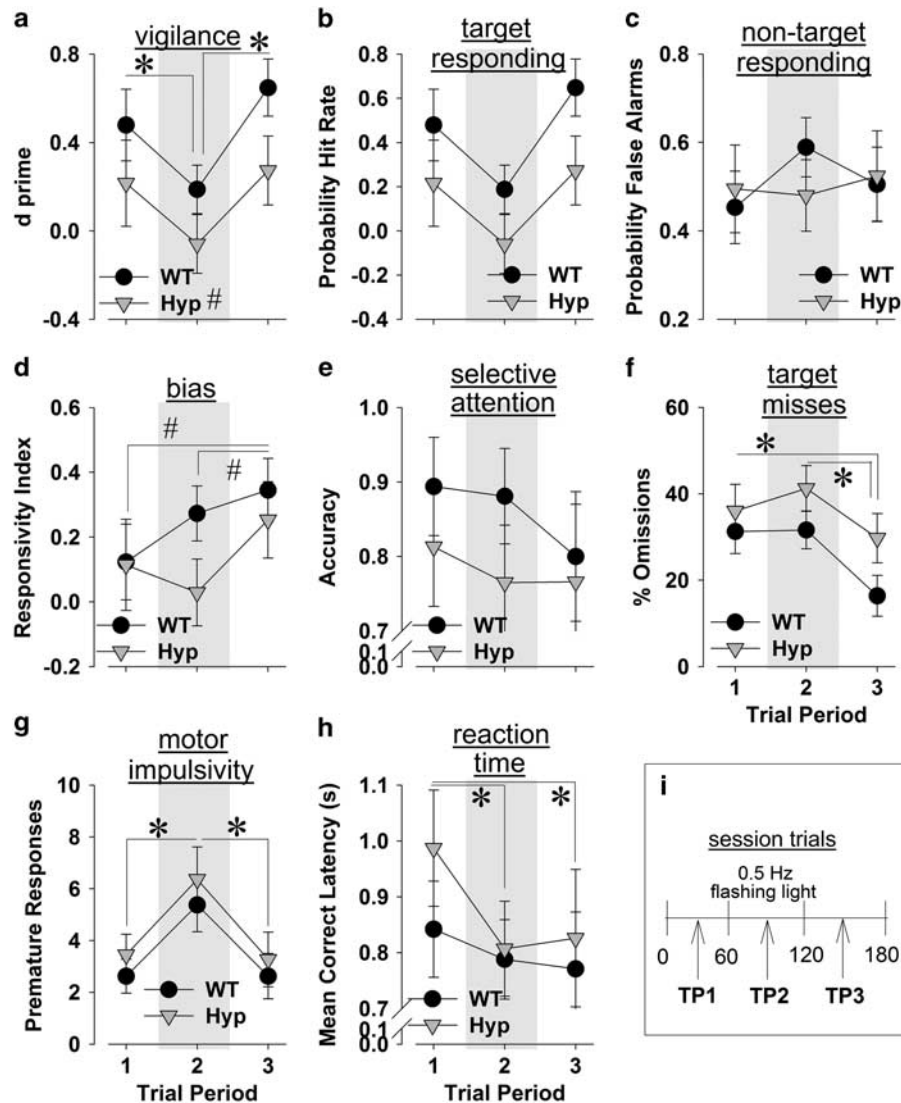 a
vigilance
*
*
0.8
0.4
0.0
-0.4
d prime
WT
Hyp
#
b
target
responding
0.8
0.6
0.4
0.2
0.0
-0.2
-0.4
Probability Hit Rate
WT
Hyp
c
non-target
responding
0.8
0.6
0.4
0.2
Probability False Alarms
WT
Hyp
d
bias
#
#
0.6
0.4
0.2
0.0
-0.2
Responsivity Index
WT
Hyp
e
selective
attention
1.0
0.9
0.8
0.7
0.1
0.0
Accuracy
WT
Hyp
f
target
misses
*
*
60
40
20
0
% Omissions
WT
Hyp
1 2 3
Trial Period
g
motor
impulsivity
*
*
10
8
6
4
2
0
Premature Responses
WT
Hyp
1 2 3
Trial Period
h
reaction
time
*
*
1.1
1.0
0.9
0.8
0.7
0.1
0.0
Mean Correct Latency (s)
WT
Hyp
1 2 3
Trial Period
i
session trials
0.5 Hz
flashing light
0 60 120 180
TP1 TP2 TP3